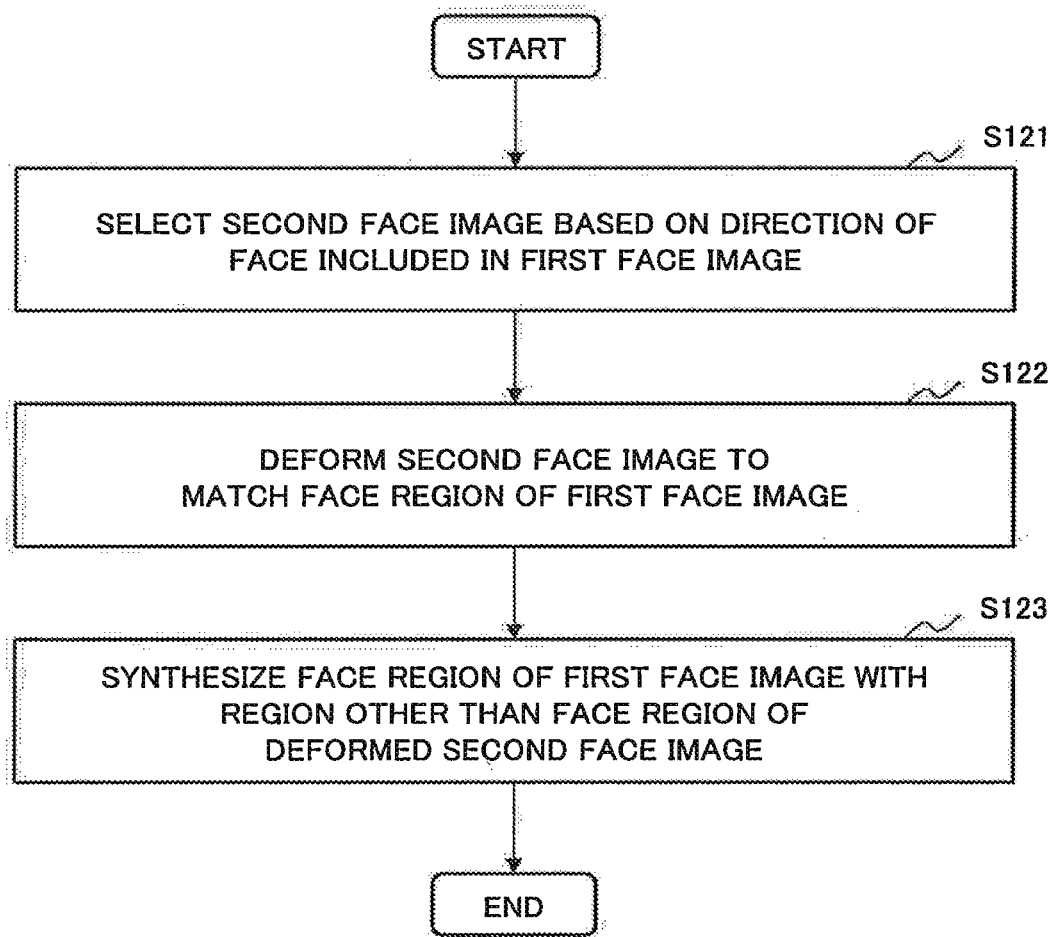 START
S121
SELECT SECOND FACE IMAGE BASED ON DIRECTION OF
FACE INCLUDED IN FIRST FACE IMAGE
S122
DEFORM SECOND FACE IMAGE TO
MATCH FACE REGION OF FIRST FACE IMAGE
S123
SYNTHESIZE FACE REGION OF FIRST FACE IMAGE WITH
REGION OTHER THAN FACE REGION OF
DEFORMED SECOND FACE IMAGE
END